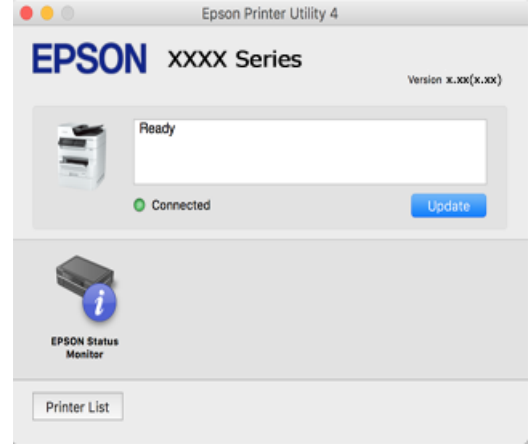 Epson Printer Utility 4
EPSON XXXX Series
Version x.xx(x.xx)
Ready
Connected
Update
i
EPSON Status
Monitor
Printer List